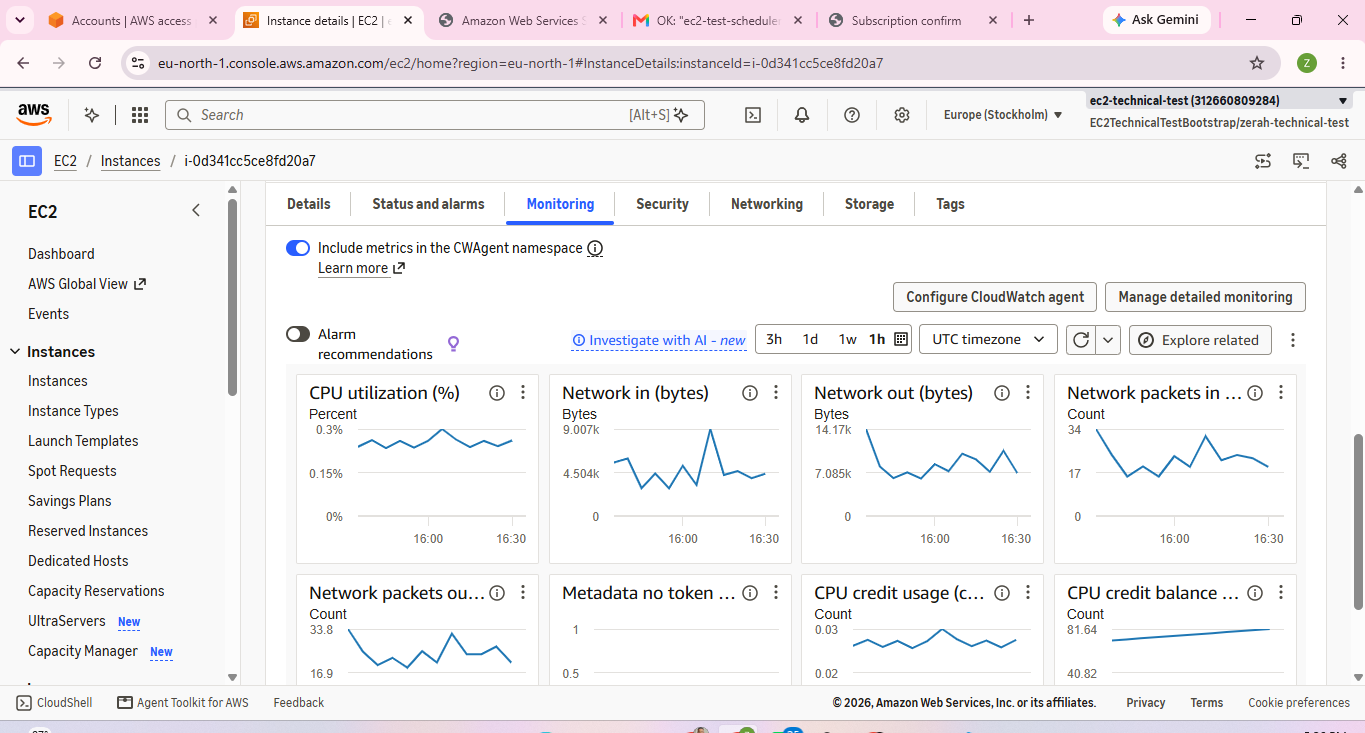 Accounts | AWS access
Instance details | EC2 | e
Amazon Web Services S
OK: "ec2-test-scheduler
Subscription confirm
Ask Gemini
eu-north-1.console.aws.amazon.com/ec2/home?region=eu-north-1#InstanceDetails:instanceId=i-0d341cc5ce8fd20a7
Z
aws
Search
[Alt+S]
Europe (Stockholm)
ec2-technical-test (312660809284)
EC2TechnicalTestBootstrap/zerah-technical-test
EC2 / Instances / i-0d341cc5ce8fd20a7
EC2
Dashboard
AWS Global View
Events
Instances
Instances
Instance Types
Launch Templates
Spot Requests
Savings Plans
Reserved Instances
Dedicated Hosts
Capacity Reservations
UltraServers New
Capacity Manager New
Details
Status and alarms
Monitoring
Security
Networking
Storage
Tags
Include metrics in the CWAgent namespace
Learn more
Configure CloudWatch agent
Manage detailed monitoring
Alarm
recommendations
Investigate with AI - new
3h 1d 1w 1h
UTC timezone
Explore related
CPU utilization (%)
Percent
0.3%
0.15%
0%
16:00 16:30
Network in (bytes)
Bytes
9.007k
4.504k
0
16:00 16:30
Network out (bytes)
Bytes
14.17k
7.085k
0
16:00 16:30
Network packets in ...
Count
34
17
0
16:00 16:30
Network packets ou...
Count
33.8
16.9
Metadata no token ...
1
0.5
CPU credit usage (c...
Count
0.03
0.02
CPU credit balance ...
Count
81.64
40.82
CloudShell
Agent Toolkit for AWS
Feedback
© 2026, Amazon Web Services, Inc. or its affiliates.
Privacy
Terms
Cookie preferences